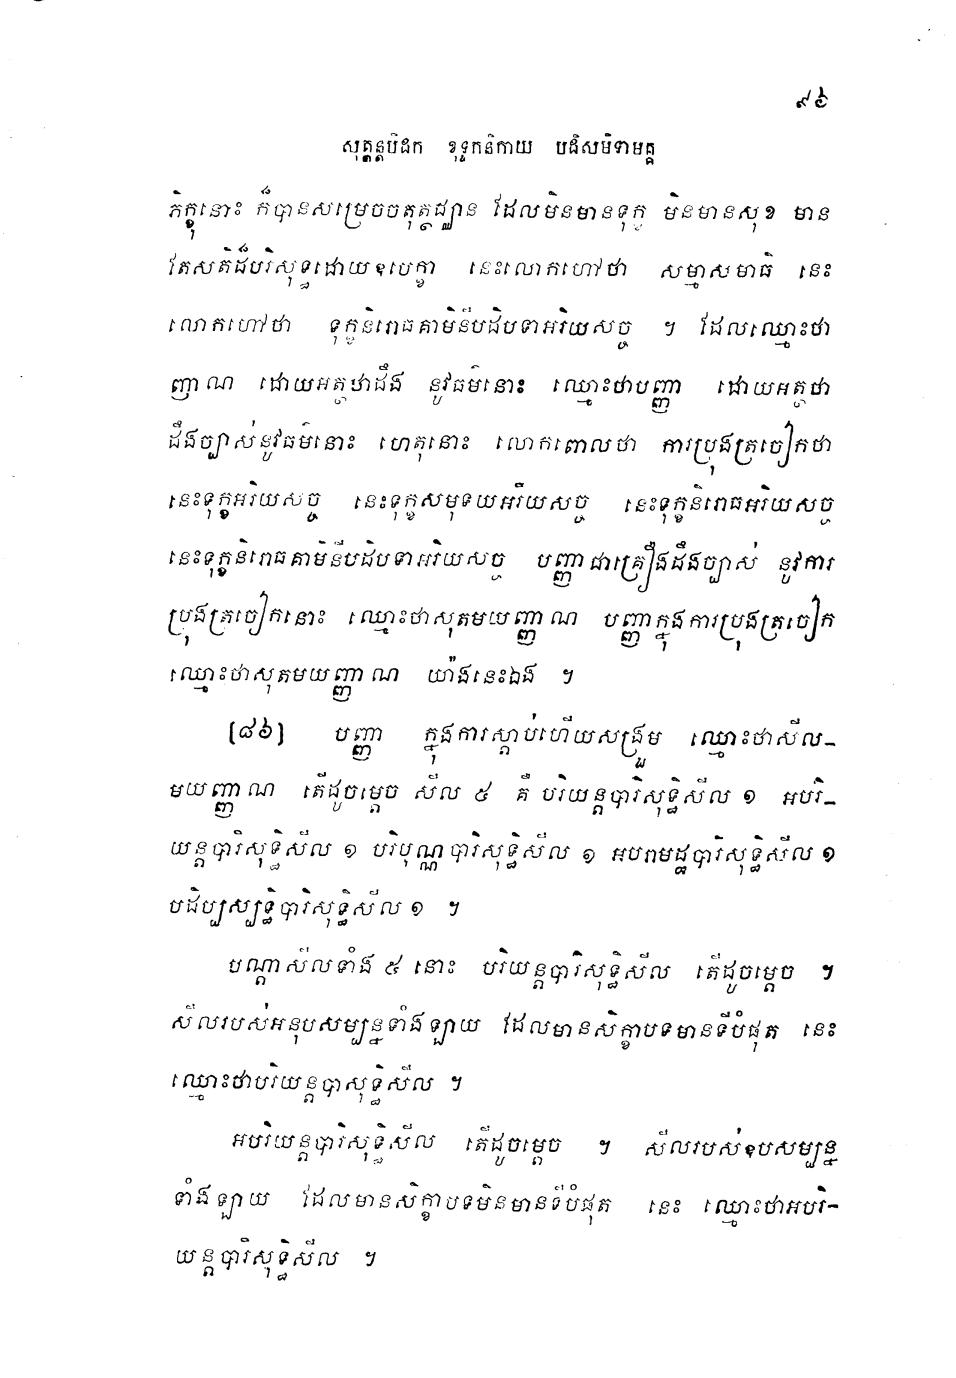 ៩៦
សុត្តន្តបិដក ខុទ្ទកនិកាយ បដិសម្ភិទាមគ្គ
ភិក្ខុនោះ ក៏បានសម្រេចចតុត្ថជ្ឈាន ដែលមិនមានទុក្ខ មិនមានសុខ មាន
តែសតិដ៏បរិសុទ្ធដោយឧបេក្ខា នេះលោកហៅថា សម្មាសមាធិ នេះ
លោកហៅថា ទុក្ខនិរោធគាមិនីបដិបទាអរិយសច្ច ។ ដែលឈ្មោះថា
ញាណ ដោយអត្ថថាដឹង នូវធម៌នោះ ឈ្មោះថាបញ្ញា ដោយអត្ថថា
ដឹងច្បាស់នូវធម៌នោះ ហេតុនោះ លោកពោលថា ការប្រុងត្រចៀកថា
នេះទុក្ខអរិយសច្ច នេះទុក្ខសមុទយអរិយសច្ច នេះទុក្ខនិរោធអរិយសច្ច
នេះទុក្ខនិរោធគាមិនីបដិបទាអរិយសច្ច បញ្ញាជាគ្រឿងដឹងច្បាស់ នូវការ
ប្រុងត្រចៀកនោះ ឈ្មោះថាសុតមយញ្ញាណ បញ្ញាក្នុងការប្រុងត្រចៀក
ឈ្មោះថាសុតមយញ្ញាណ យ៉ាងនេះឯង ។
[៨៦] បញ្ញា ក្នុងការស្តាប់ហើយសង្រួម ឈ្មោះថាសីល-
មយញ្ញាណ តើដូចម្តេច សីល ៥ គឺ បរិយន្តបារិសុទ្ធិសីល ១ អបរិ-
យន្តបារិសុទ្ធិសីល ១ បរិបុណ្ណបារិសុទ្ធិសីល ១ អបរាមដ្ឋបារិសុទ្ធិសីល ១
បដិប្បស្សទ្ធិបារិសុទ្ធិសីល ១ ។
បណ្តាសីលទាំង ៥ នោះ បរិយន្តបារិសុទ្ធិសីល តើដូចម្តេច ។
សីលរបស់អនុបសម្បន្នទាំងឡាយ ដែលមានសិក្ខាបទមានទីបំផុត នេះ
ឈ្មោះថាបរិយន្តបាសុទ្ធិសីល ។
អបរិយន្តបារិសុទ្ធិសីល តើដូចម្តេច ។ សីលរបស់ឧបសម្បន្ន
ទាំងឡាយ ដែលមានសិក្ខាបទមិនមានទីបំផុត នេះ ឈ្មោះថាអបរិ-
យន្តបារិសុទ្ធិសីល ។